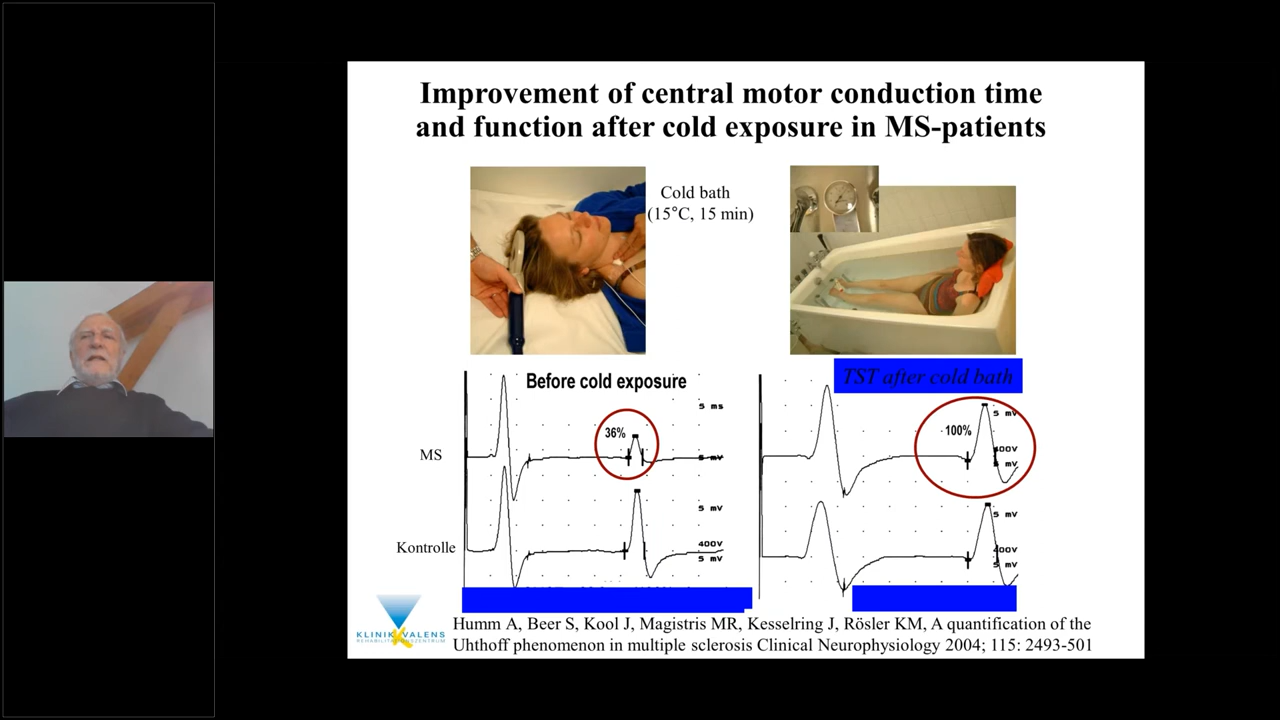 Improvement of central motor conduction time
and function after cold exposure in MS-patients
Cold bath
(15°C, 15 min)
Before cold exposure
TST after cold bath
5 ms
36%
MS
5 mV
5 mV
400V
Kontrolle
5 mV
100%
5 mV
400V
mV
5 mV
400V
5 mV
KLINIK VALENS
REHABILITATIONSZENTRUM
Humm A, Beer S, Kool J, Magistris MR, Kesselring J, Rösler KM, A quantification of the
Uhthoff phenomenon in multiple sclerosis Clinical Neurophysiology 2004; 115: 2493-501